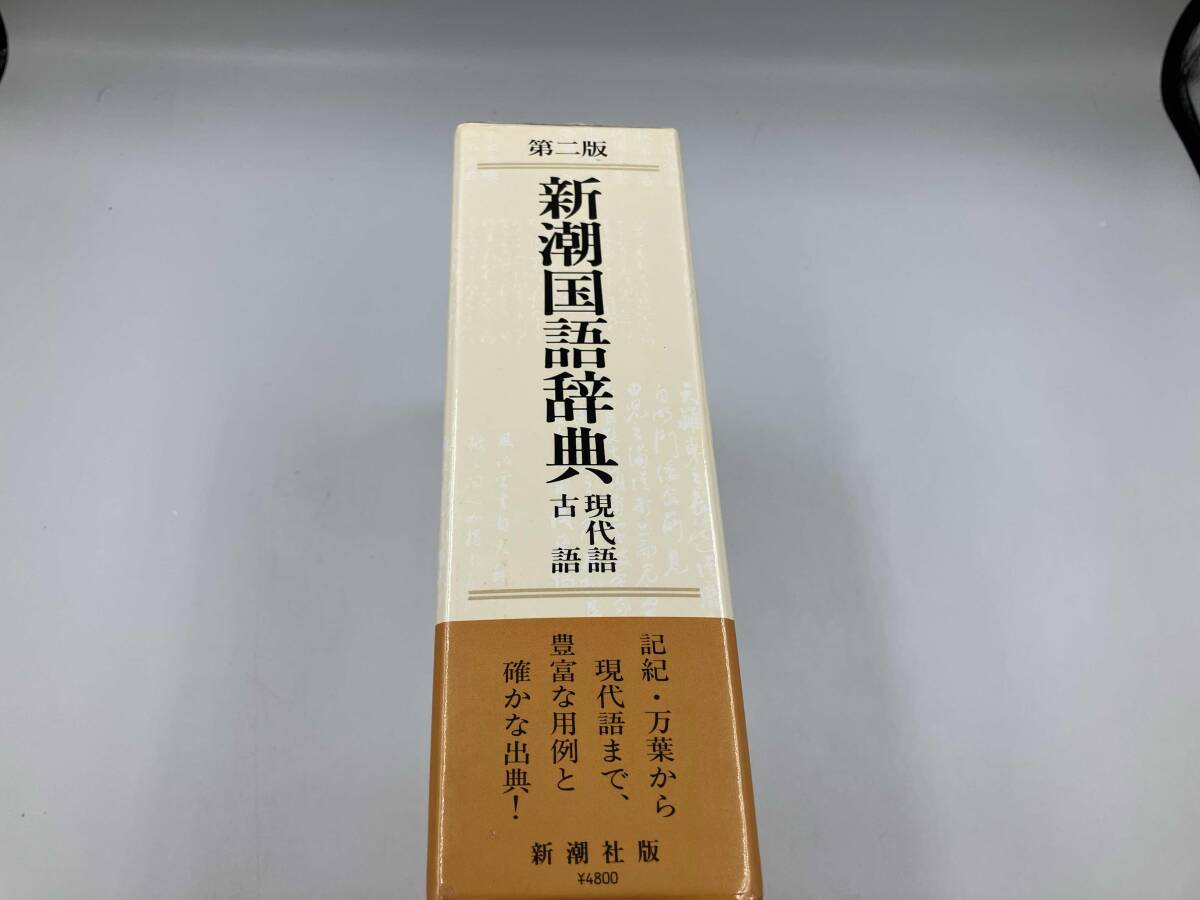 第二版
新潮国語辞典
現代語
古語
記紀・万葉から
現代語まで、
豊富な用例と
確かな出典！
新潮社版
¥4800